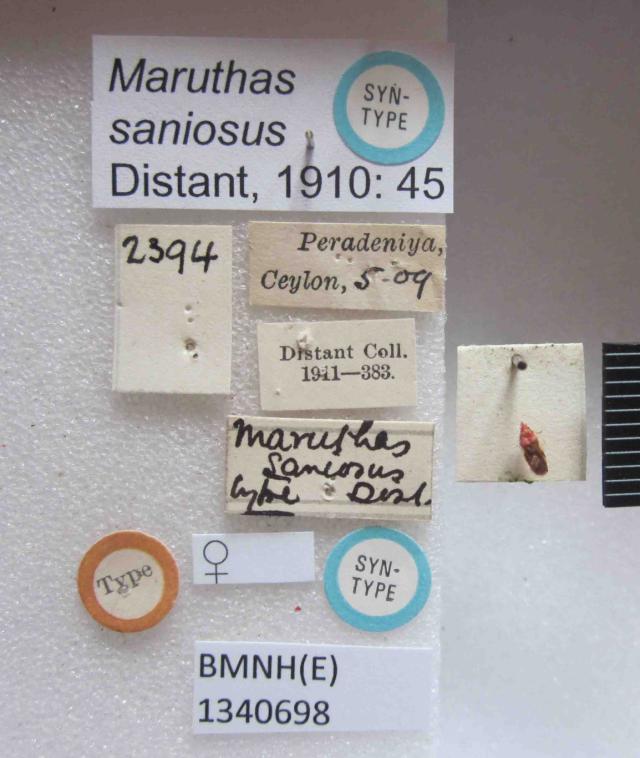 Maruthas
saniosus
Distant, 1910: 45
SYN-
TYPE
2394
Peradeniya,
Ceylon, 5-09
Distant Coll.
1911—383.
Maruthas
saniosus
type Dist.
Type
♀
SYN-
TYPE
BMNH(E)
1340698